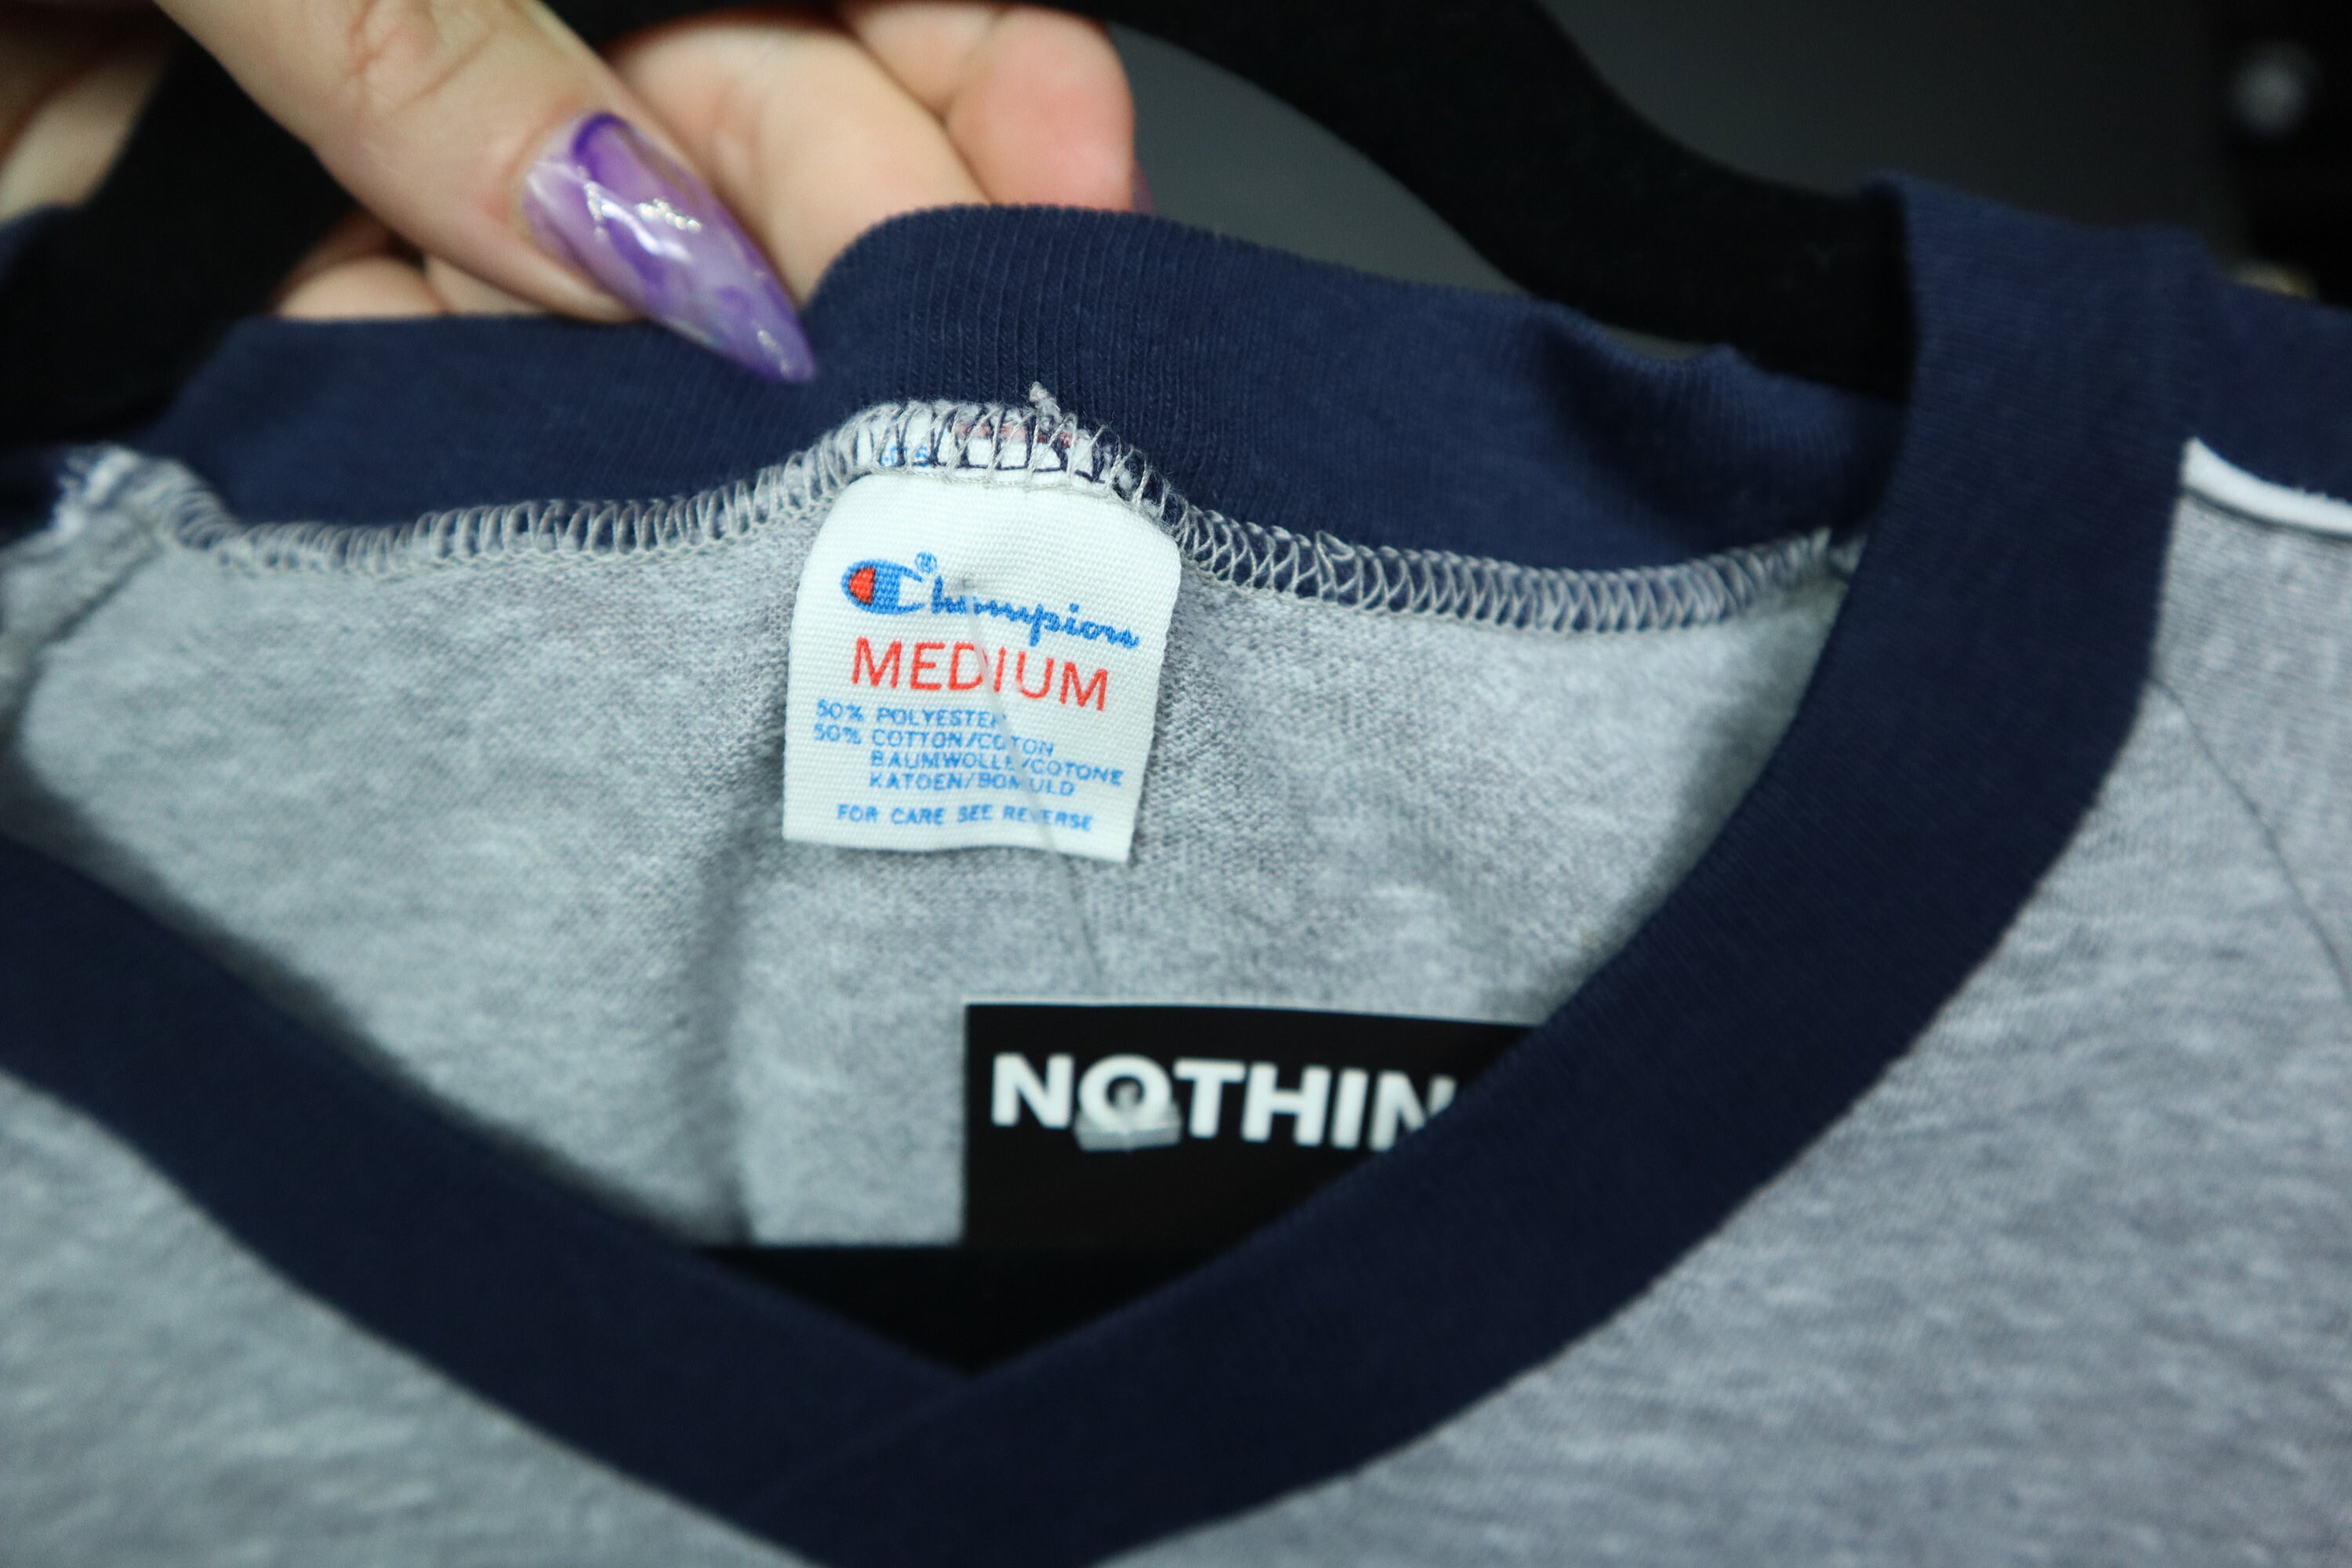 Champion®
MEDIUM
50% POLYESTER
50% COTTON/COTON
BAUMWOLLE/COTONE
KATOEN/BOMULD
FOR CARE SEE REVERSE
NOTHIN